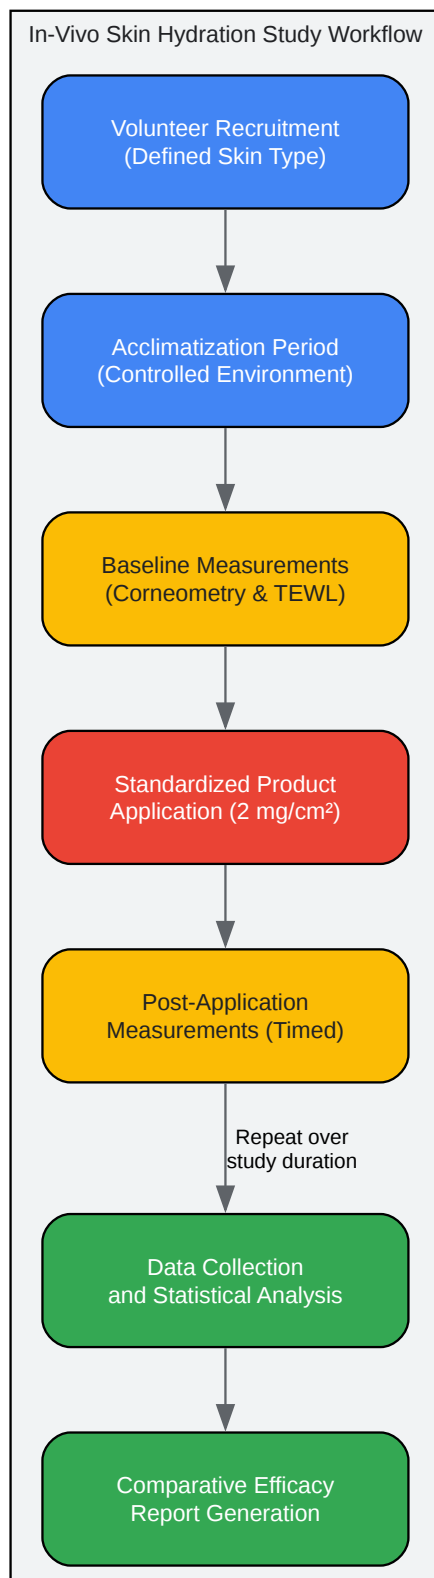 In-Vivo Skin Hydration Study Workflow
Volunteer Recruitment
(Defined Skin Type)
Acclimatization Period
(Controlled Environment)
Baseline Measurements
(Corneometry & TEWL)
Standardized Product
Application (2 mg/cm²)
Post-Application
Measurements (Timed)
Repeat over
study duration
Data Collection
and Statistical Analysis
Comparative Efficacy
Report Generation